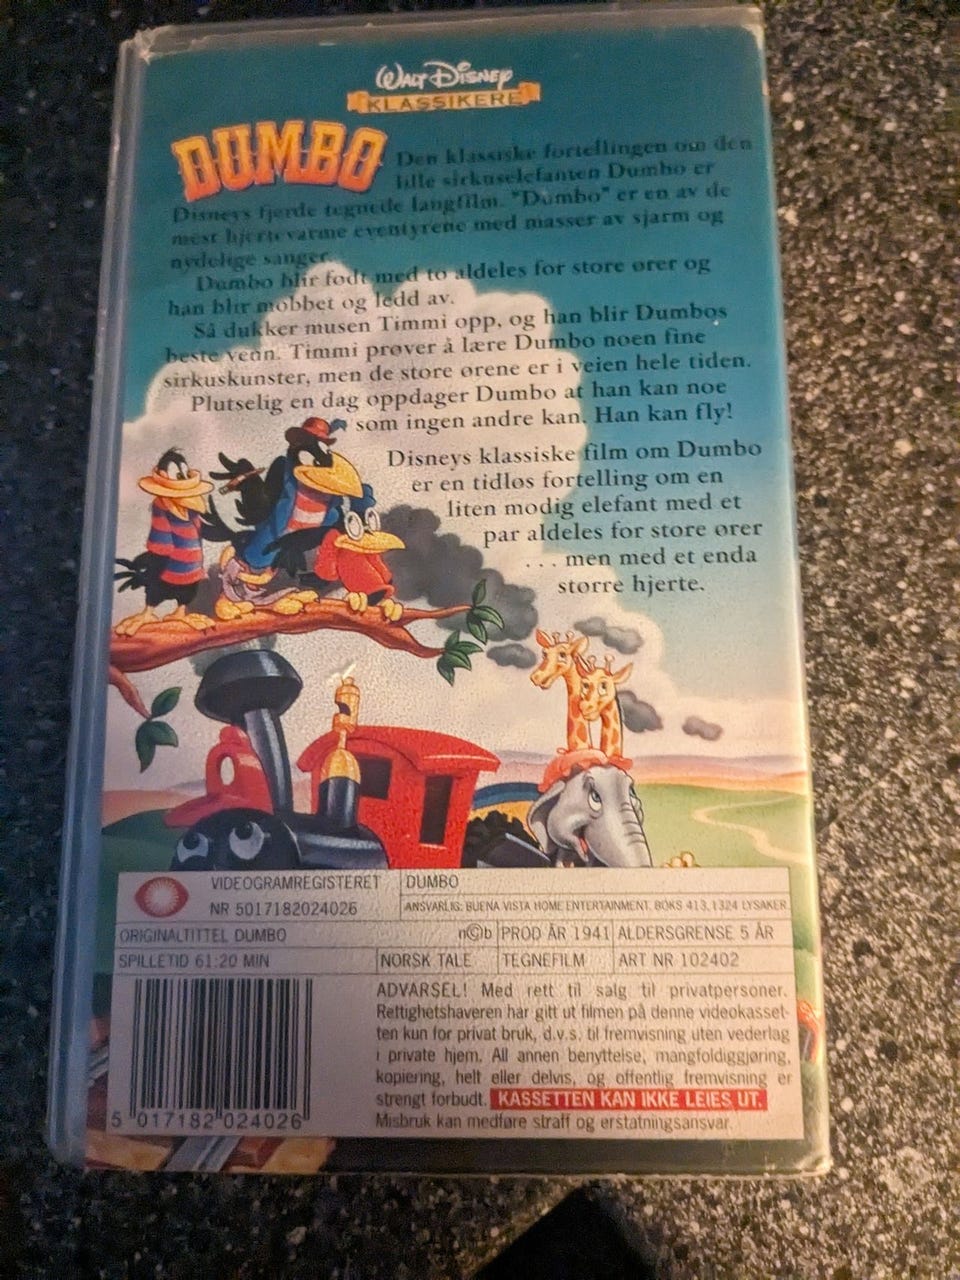 WALT DISNEY
KLASSIKERE
DUMBO
Den klassiske fortellingen om den
lille sirkuselefanten Dumbo er
Disneys fjerde tegnede langfilm. "Dumbo" er en av de
mest hjertevarme eventyrene med masser av sjarm og
nydelige sanger.
Dumbo blir født med to aldeles for store ører og
han blir mobbet og ledd av.
Så dukker musen Timmi opp, og han blir Dumbos
beste venn. Timmi prøver å lære Dumbo noen fine
sirkuskunster, men de store ørene er i veien hele tiden.
Plutselig en dag oppdager Dumbo at han kan noe
som ingen andre kan. Han kan fly!
Disneys klassiske film om Dumbo
er en tidløs fortelling om en
liten modig elefant med et
par aldeles for store ører
... men med et enda
større hjerte.
VIDEOGRAMREGISTERET
NR 5017182024026
DUMBO
ANSVARLIG: BUENA VISTA HOME ENTERTAINMENT, BOKS 413, 1324 LYSAKER
ORIGINALTITTEL DUMBO
n©b PROD ÅR 1941 ALDERSGRENSE 5 ÅR
SPILLETID 61:20 MIN NORSK TALE TEGNEFILM ART NR 102402
ADVARSEL! Med rett til salg til privatpersoner.
Rettighetshaveren har gitt ut filmen på denne videokasset-
ten kun for privat bruk, d.v.s. til fremvisning uten vederlag
i private hjem. All annen benyttelse, mangfoldiggjøring,
kopiering, helt eller delvis, og offentlig fremvisning er
strengt forbudt. KASSETTEN KAN IKKE LEIES UT.
Misbruk kan medføre straff og erstatningsansvar.
5 017182 024026